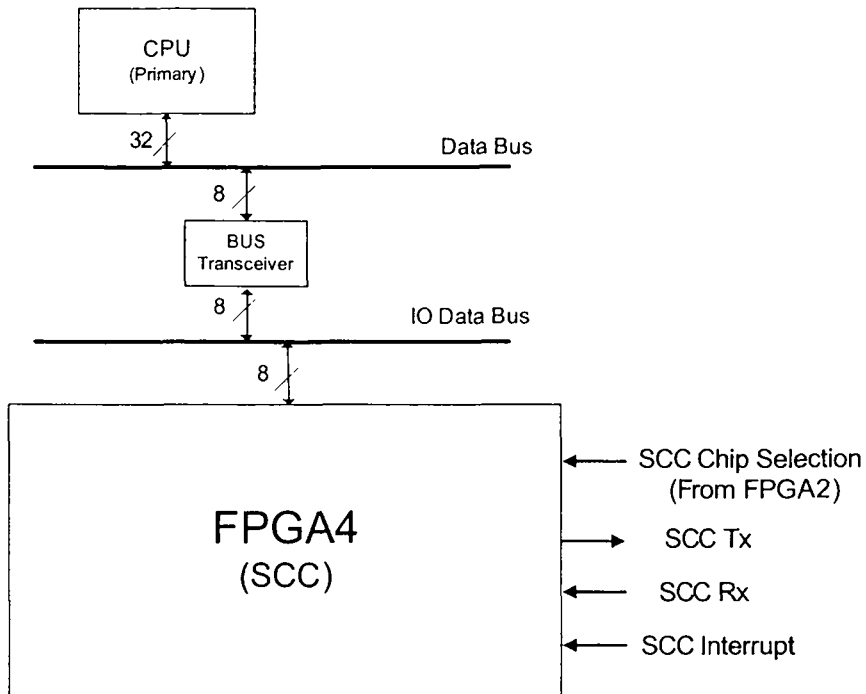 CPU
(Primary)
32
Data Bus
8
BUS
Transceiver
8
IO Data Bus
8
FPGA4
(SCC)
SCC Chip Selection
(From FPGA2)
SCC Tx
SCC Rx
SCC Interrupt